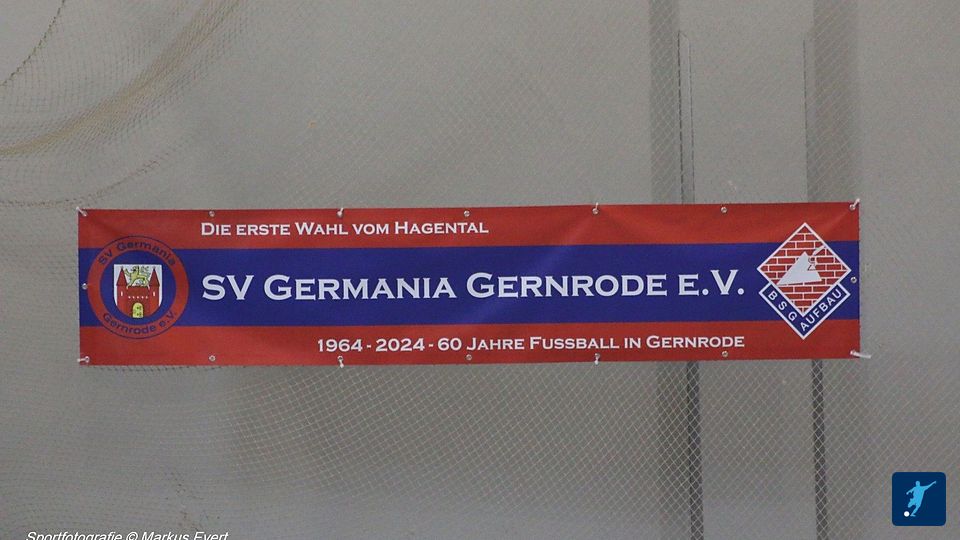 DIE ERSTE WAHL VOM HAGENTAL
SV Germania
Gernrode e.V.
SV GERMANIA GERNRODE E.V.
BSG AUFBAU
1964 - 2024 - 60 JAHRE FUSSBALL IN GERNRODE
Sportfotografie © Markus Evert